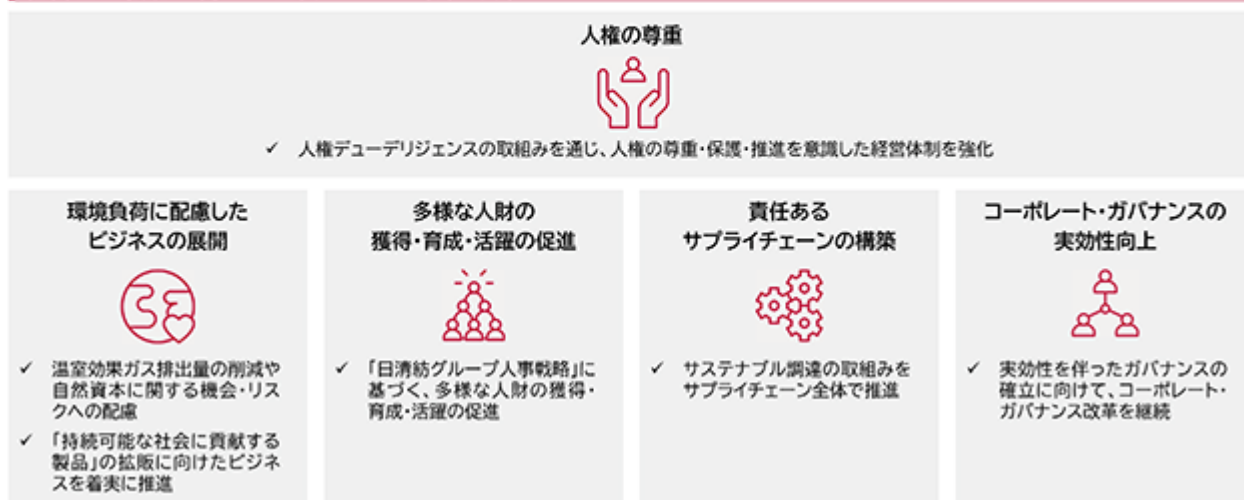 人権の尊重
✓ 人権デューデリジェンスの取組みを通じ、人権の尊重・保護・推進を意識した経営体制を強化
環境負荷に配慮した
ビジネスの展開
✓ 温室効果ガス排出量の削減や
自然資本に関する機会・リス
クへの配慮
✓ 「持続可能な社会に貢献する
製品」の拡販に向けたビジネ
スを着実に推進
多様な人財の
獲得・育成・活躍の促進
✓ 「日清紡グループ人事戦略」に
基づく、多様な人財の獲得・
育成・活躍の促進
責任ある
サプライチェーンの構築
✓ サステナブル調達の取組みを
サプライチェーン全体で推進
コーポレート・ガバナンスの
実効性向上
✓ 実効性を伴ったガバナンスの
確立に向けて、コーポレート・
ガバナンス改革を継続